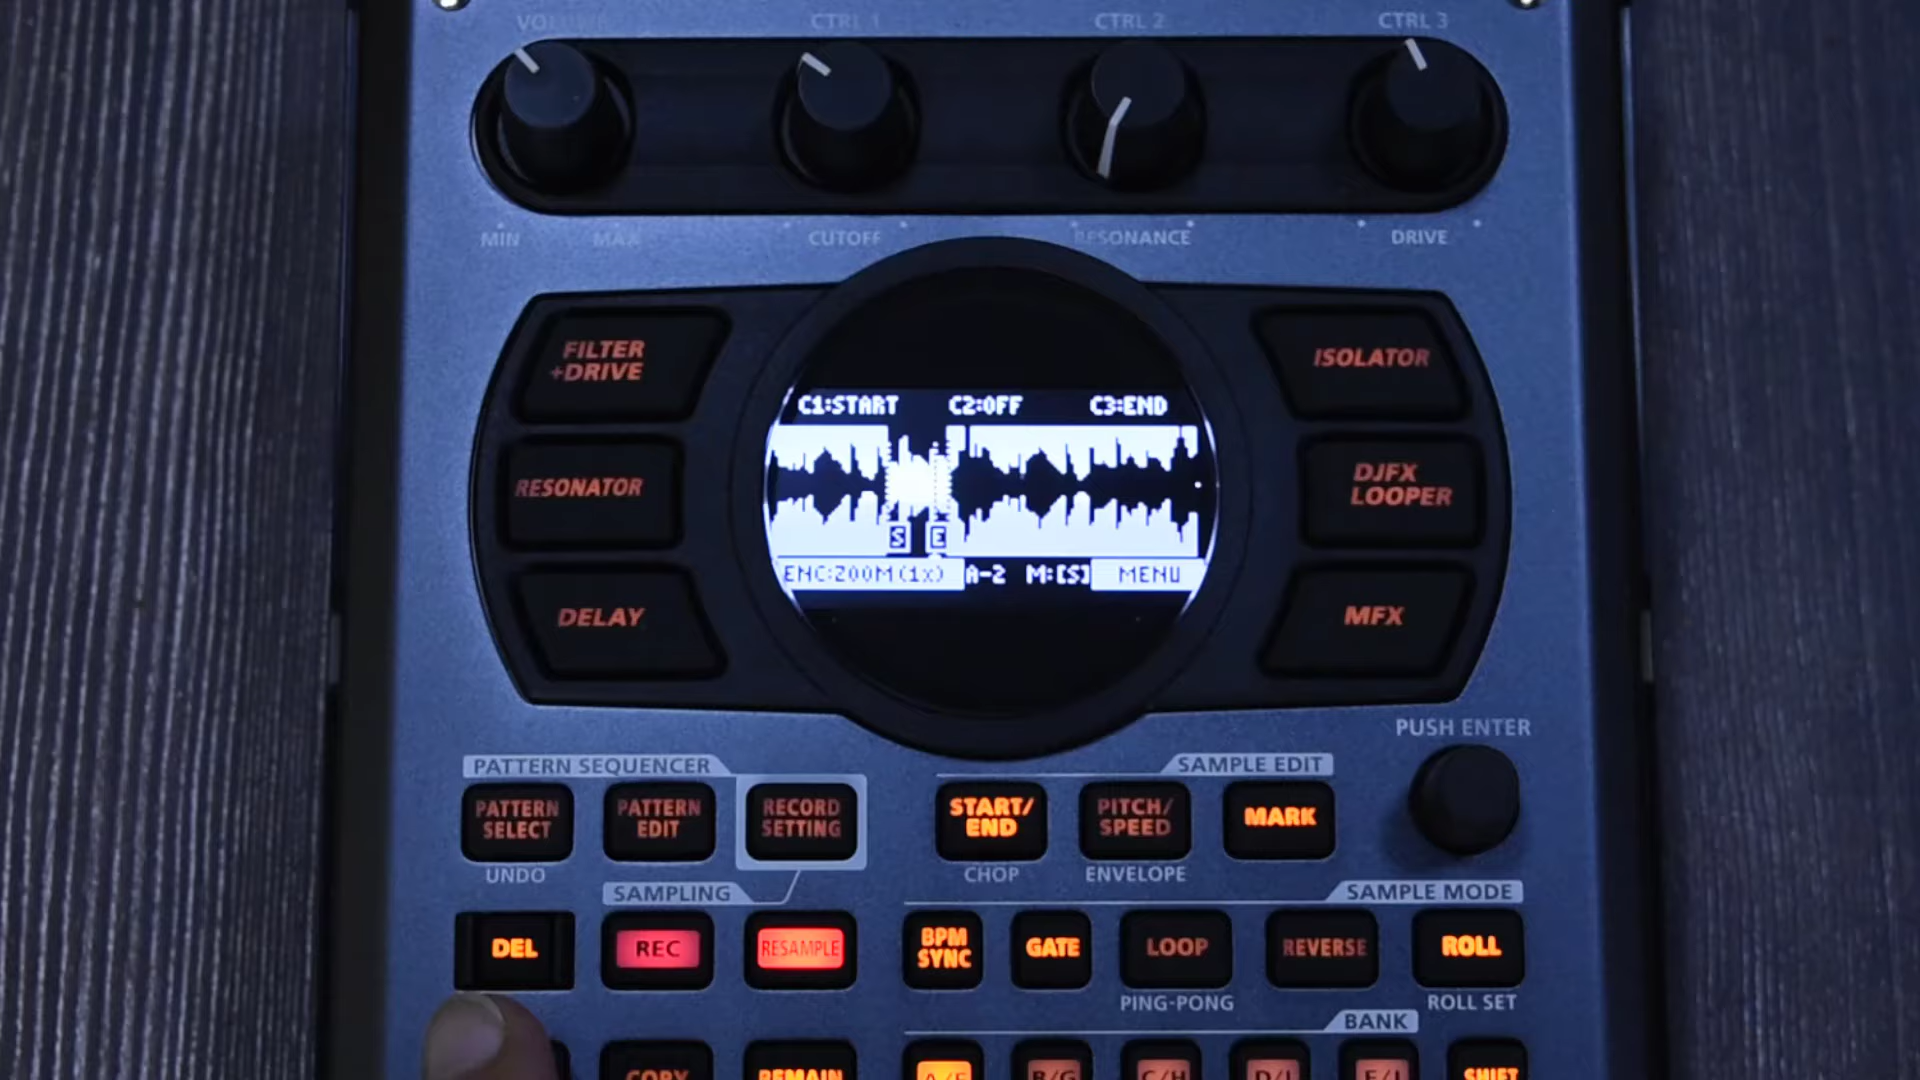 VOLUME CTRL 1 CTRL 2 CTRL 3
MIN MAX CUTOFF RESONANCE DRIVE
FILTER
+DRIVE
ISOLATOR
C1:START C2:OFF C3:END
RESONATOR
DJFX
LOOPER
S E
ENC:ZOOM(1x) A-2 M:[S] MENU
DELAY
MFX
PUSH ENTER
PATTERN SEQUENCER
SAMPLE EDIT
PATTERN
SELECT
PATTERN
EDIT
RECORD
SETTING
START/
END
PITCH/
SPEED
MARK
UNDO
CHOP
ENVELOPE
SAMPLING
SAMPLE MODE
DEL
REC
RESAMPLE
BPM
SYNC
GATE
LOOP
REVERSE
ROLL
PING-PONG
ROLL SET
BANK
COPY
REMAIN
A/F
B/G
C/H
D/I
E/J
SHIFT